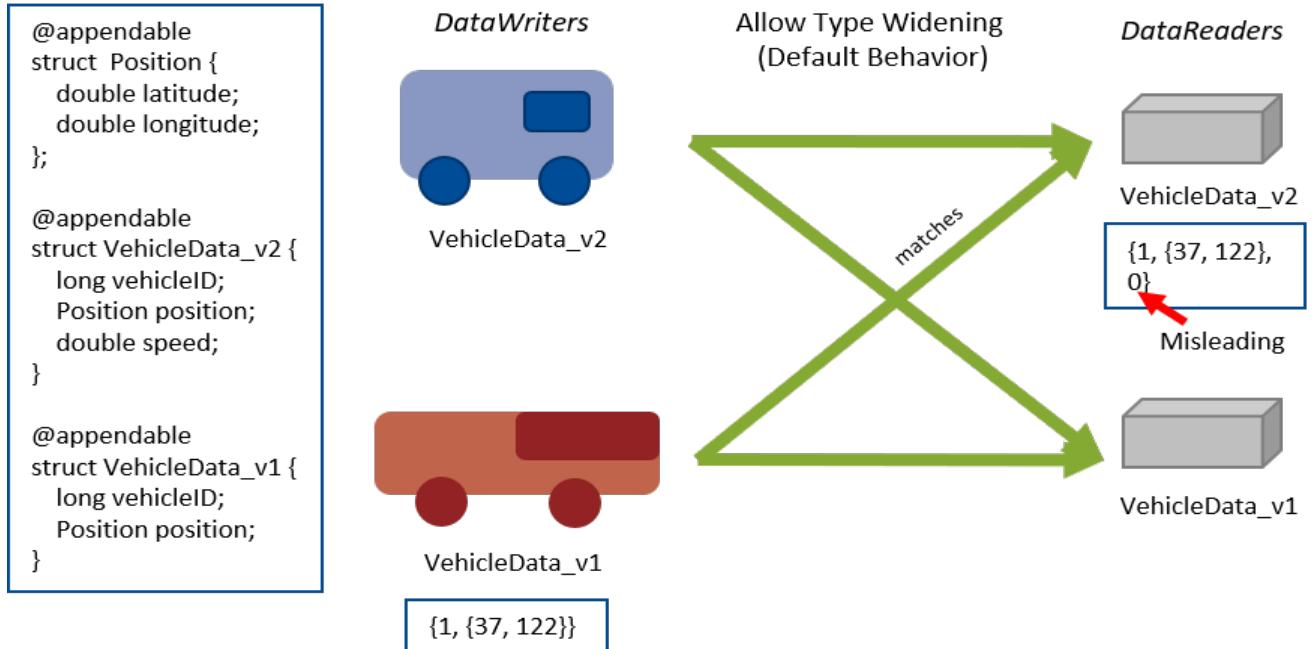 @appendable
struct  Position {
double latitude;
double longitude;
};
@appendable
struct VehicleData_v2 {
long vehicleID;
Position position;
double speed;
}
@appendable
struct VehicleData_v1 {
long vehicleID;
Position position;
}
DataWriters
VehicleData_v2
VehicleData_v1
{1, {37, 122}}
Allow Type Widening
(Default Behavior)
matches
DataReaders
VehicleData_v2
{1, {37, 122},
0}
Misleading
VehicleData_v1